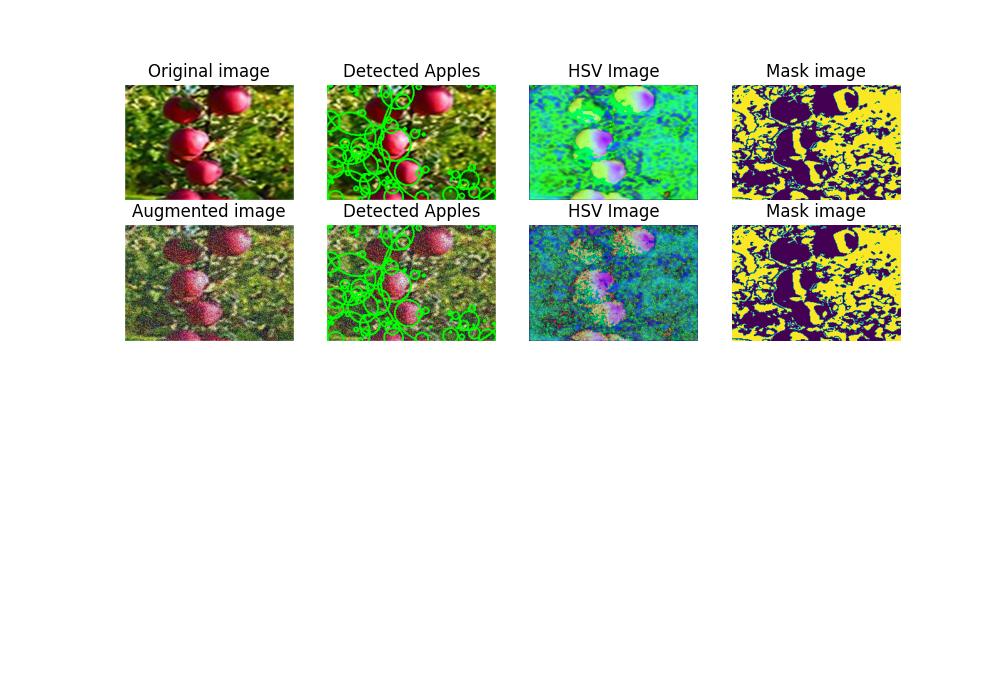 Original image
Detected Apples
HSV Image
Mask image
Augmented image
Detected Apples
HSV Image
Mask image